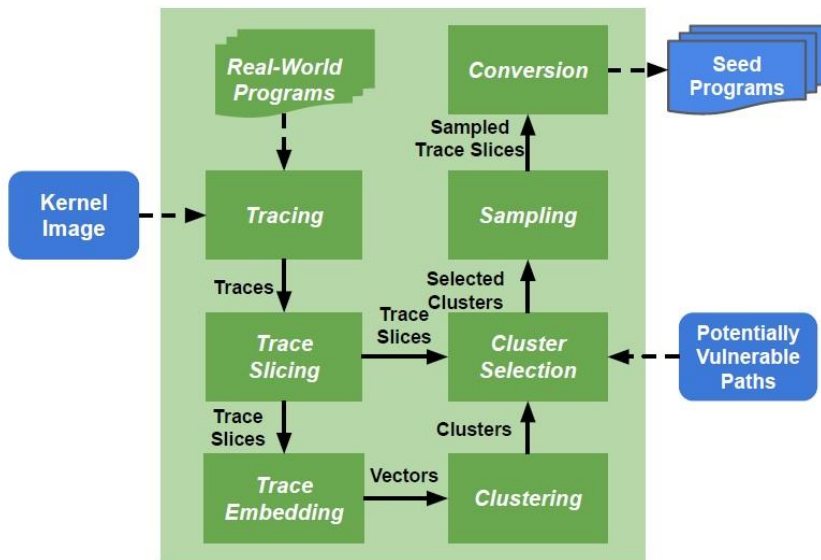 Real-World
Programs
Conversion
Seed
Programs
Sampled
Trace Slices
Kernel
Image
Tracing
Sampling
Traces
Selected
Clusters
Trace
Slices
Trace
Slicing
Cluster
Selection
Potentially
Vulnerable
Paths
Trace
Slices
Clusters
Trace
Embedding
Vectors
Clustering